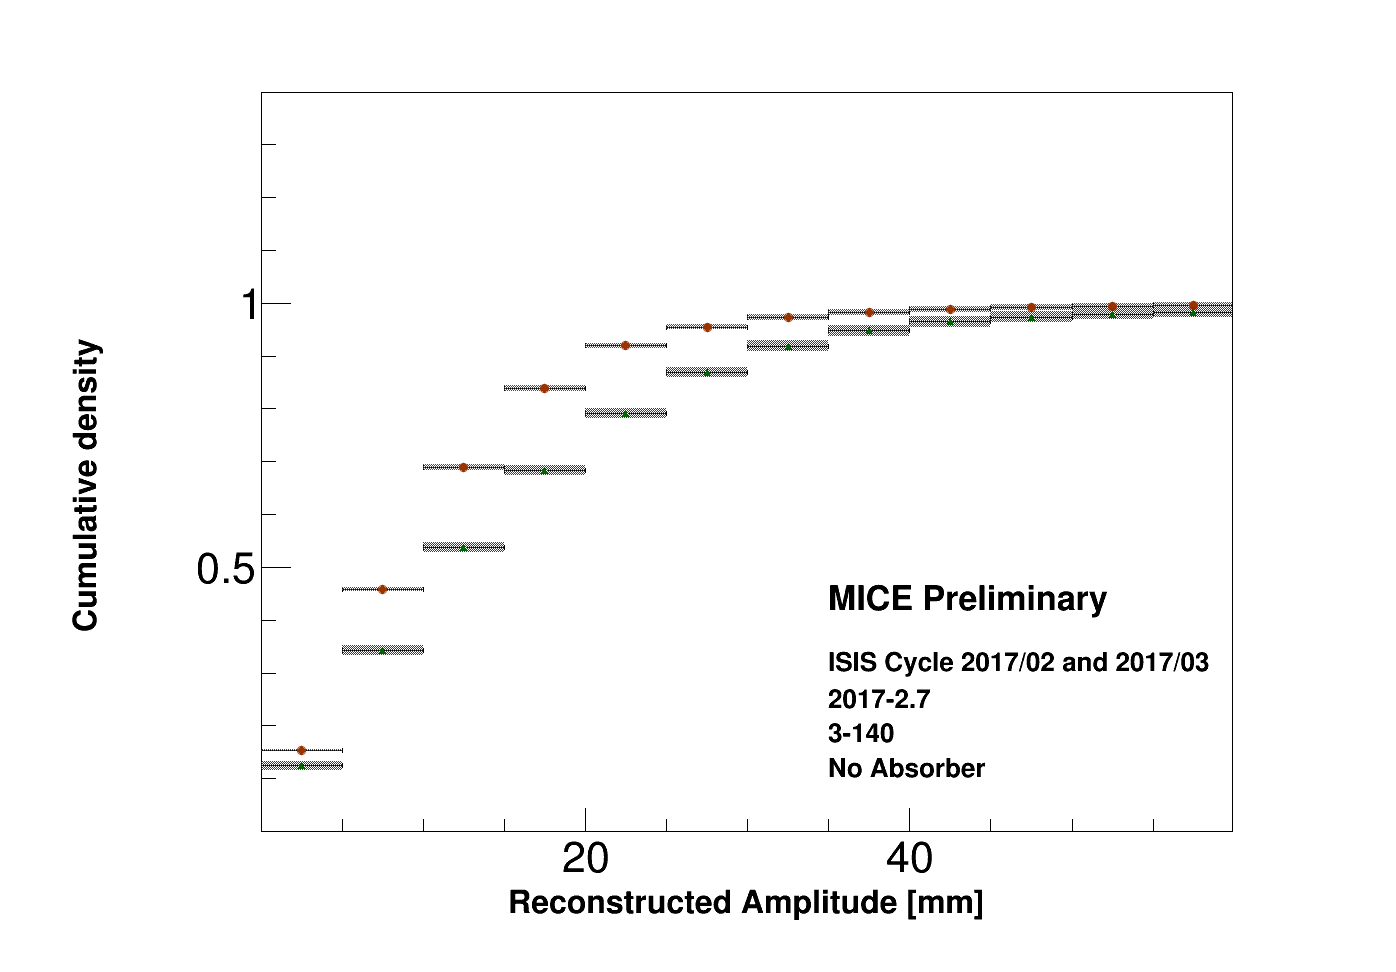 1
0.5
Cumulative density
MICE Preliminary
ISIS Cycle 2017/02 and 2017/03
2017-2.7
3-140
No Absorber
20 40
Reconstructed Amplitude [mm]